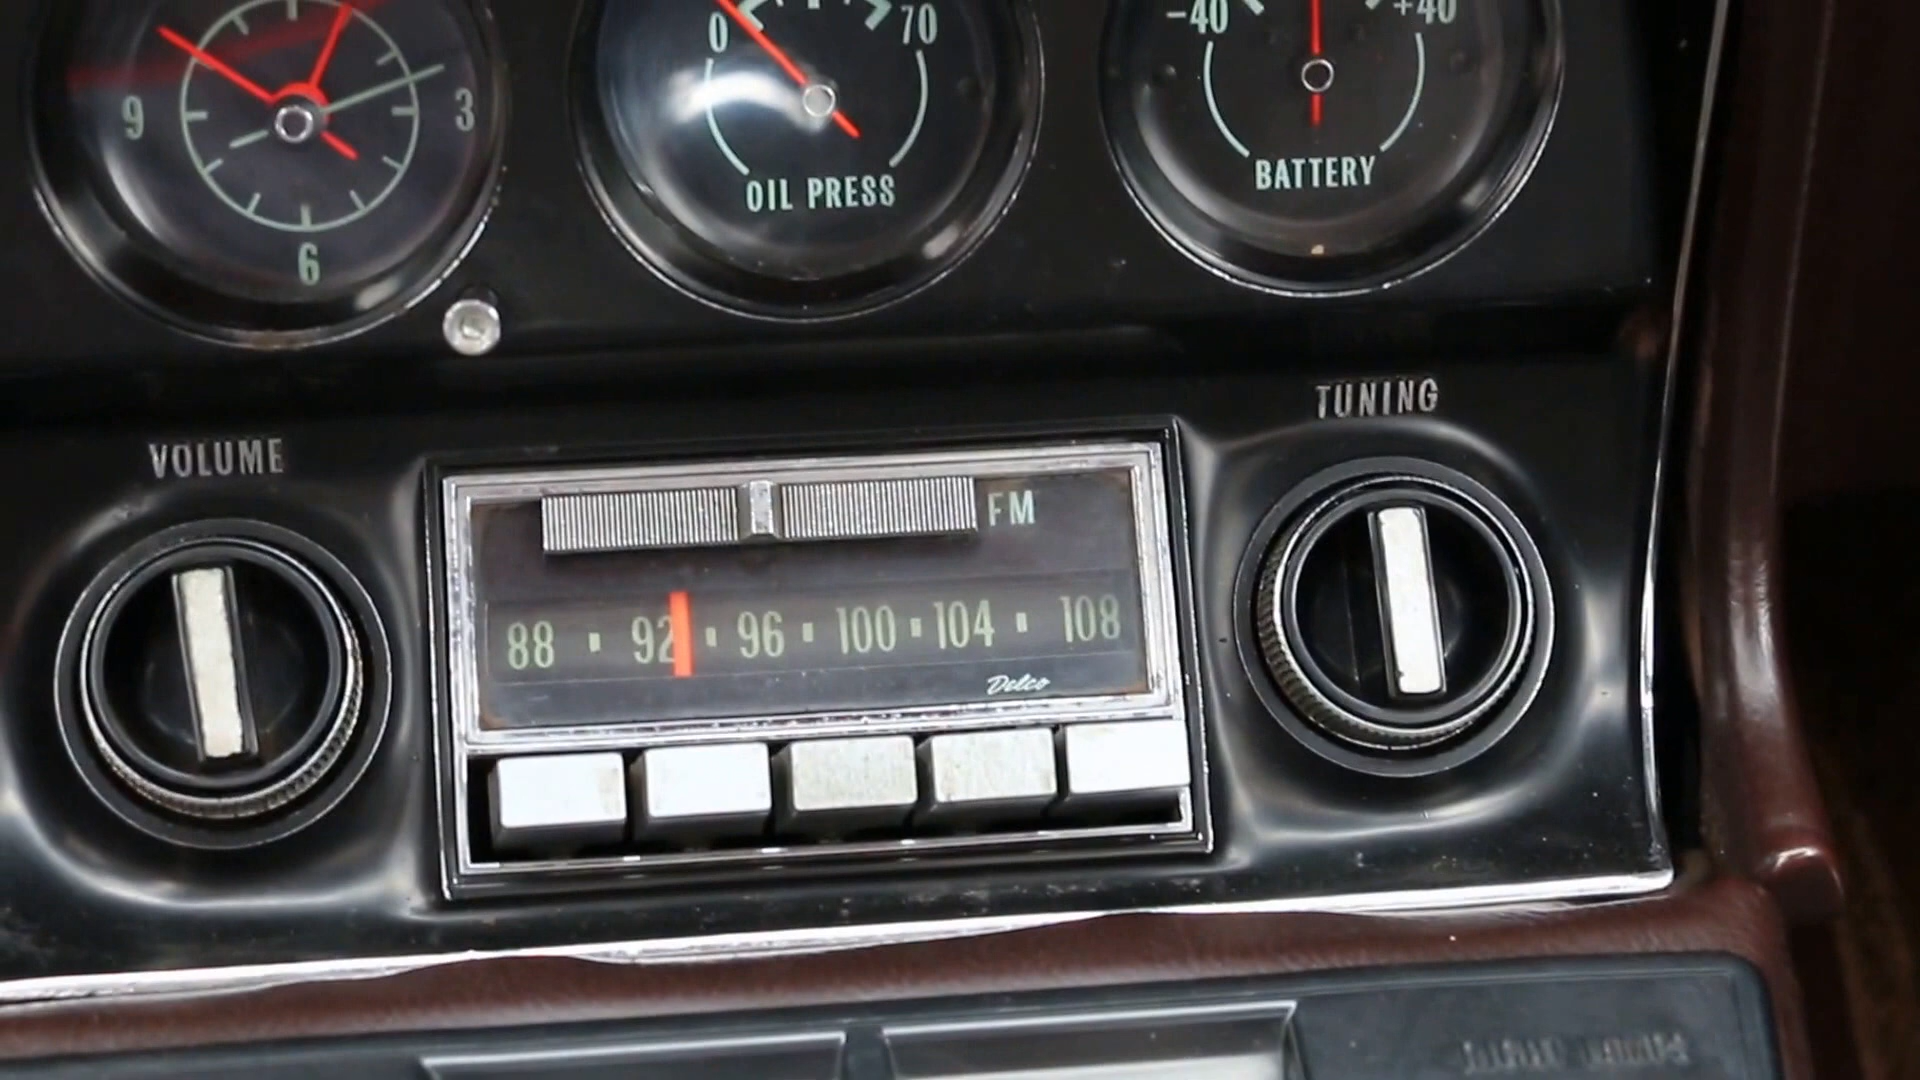 9 3
6
0 70
OIL PRESS
-40 +40
BATTERY
VOLUME
TUNING
FM
88 · 92 · 96 · 100 · 104 · 108
Delco